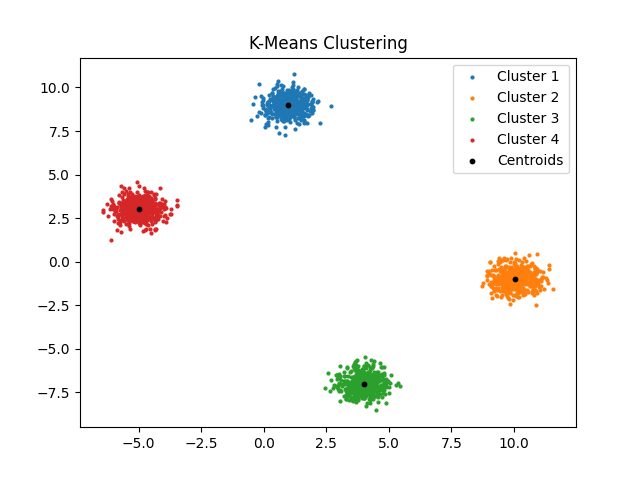 K-Means Clustering
Cluster 1
Cluster 2
Cluster 3
Cluster 4
Centroids
10.0
7.5
5.0
2.5
0.0
−2.5
−5.0
−7.5
−5.0 −2.5 0.0 2.5 5.0 7.5 10.0